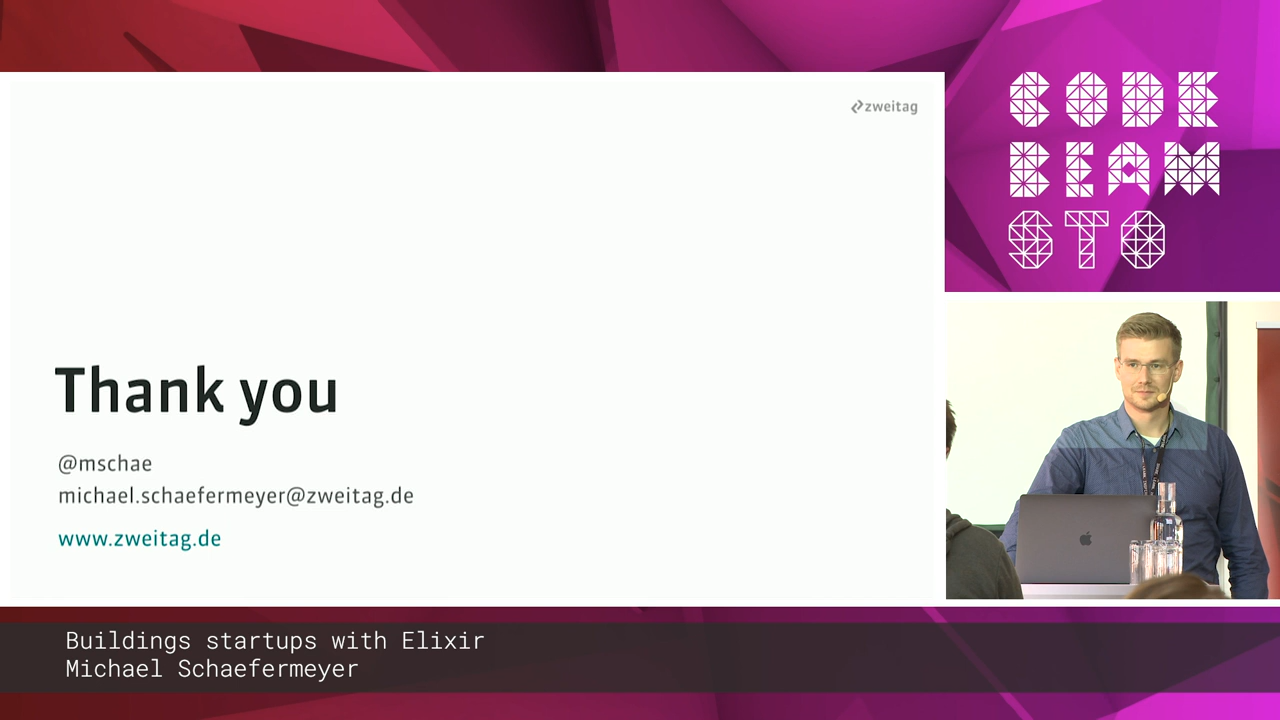 zweitag
CODE
BEAM
STO
Thank you
@mschae
michael.schaefermeyer@zweitag.de
www.zweitag.de
Buildings startups with Elixir
Michael Schaefermeyer